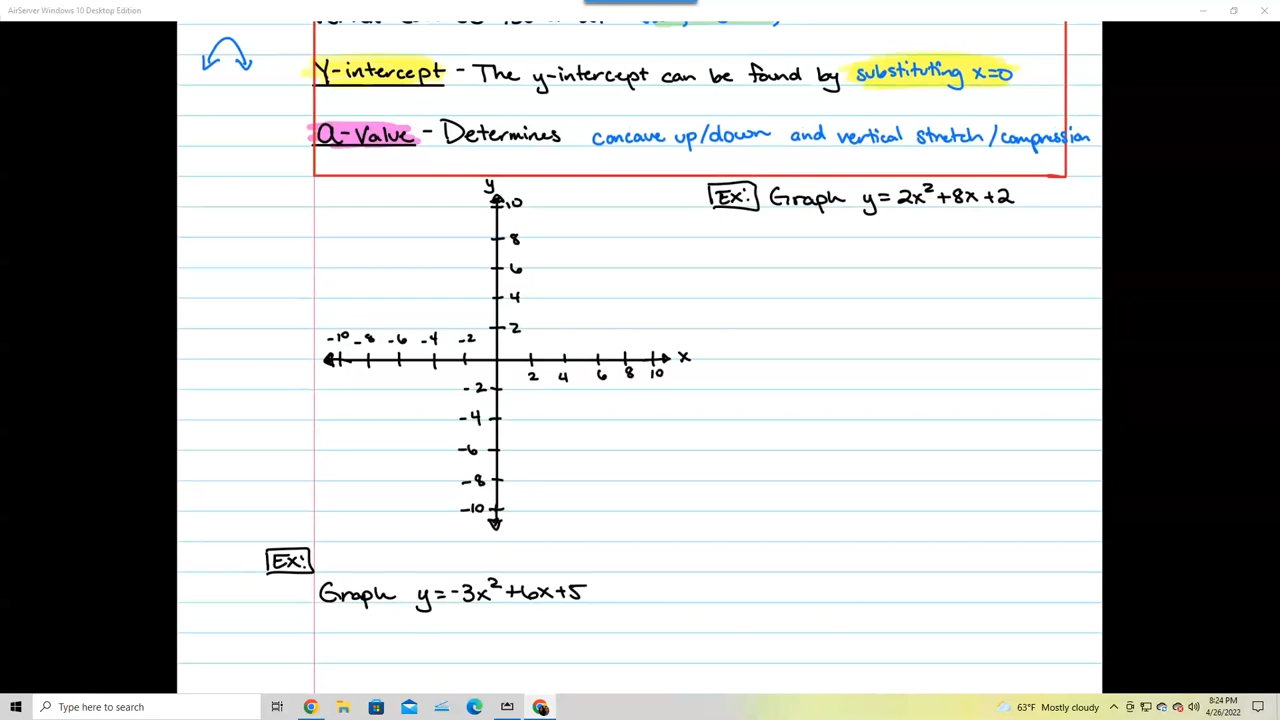 AirServer Windows 10 Desktop Edition
Y-intercept - The y-intercept can be found by substituting x=0
a-value - Determines concave up/down and vertical stretch/compression
Ex: Graph y = 2x² + 8x + 2
y
10
8
6
4
2
-10 -8 -6 -4 -2
x
2 4 6 8 10
-2
-4
-6
-8
-10
Ex:
Graph y = -3x² + 6x + 5
Type here to search
63°F Mostly cloudy
8:24 PM
4/26/2022